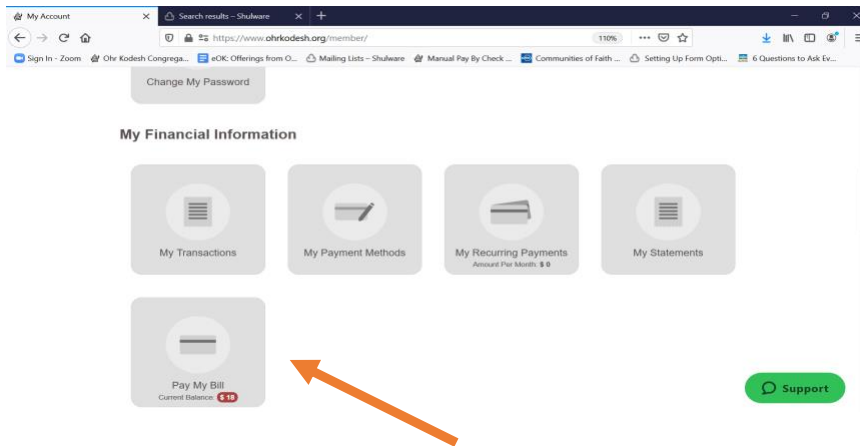 My Account
Search results – Shulware
https://www.ohrkodesh.org/member/
110%
Sign In - Zoom
Ohr Kodesh Congrega...
eOK: Offerings from O...
Mailing Lists – Shulware
Manual Pay By Check ...
Communities of Faith ...
Setting Up Form Opti...
6 Questions to Ask Ev...
Change My Password
My Financial Information
My Transactions
My Payment Methods
My Recurring Payments
Amount Per Month: $ 0
My Statements
Pay My Bill
Current Balance: $ 18
Support